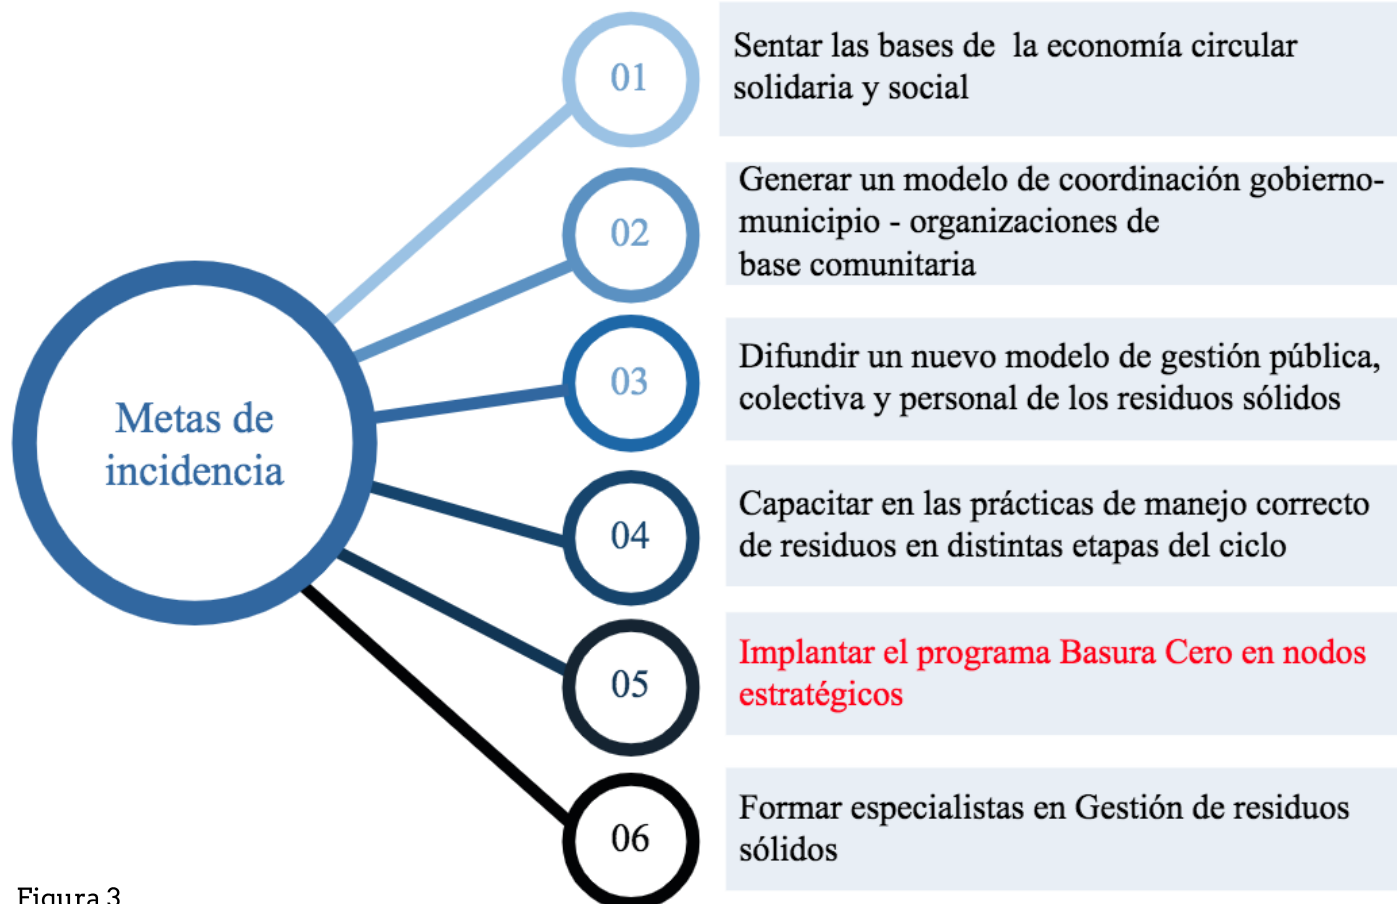 01
Sentar las bases de  la economía circular
solidaria y social
02
Generar un modelo de coordinación gobierno-
municipio - organizaciones de
base comunitaria
Metas de
incidencia
03
Difundir un nuevo modelo de gestión pública,
colectiva y personal de los residuos sólidos
04
Capacitar en las prácticas de manejo correcto
de residuos en distintas etapas del ciclo
05
Implantar el programa Basura Cero en nodos
estratégicos
06
Formar especialistas en Gestión de residuos
sólidos
Figura 3